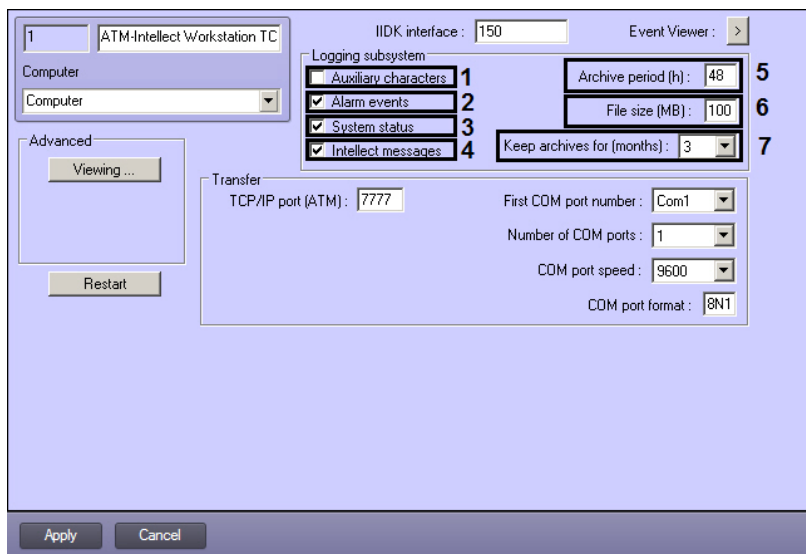 1 ATM-Intellect Workstation TC
IIDK interface : 150 Event Viewer : >
Logging subsystem
Computer
Auxiliary characters 1
Archive period (h) : 48 5
Computer
Alarm events 2
File size (MB) : 100 6
System status 3
Intellect messages 4
Keep archives for (months) : 3 7
Advanced
Viewing ...
Restart
Transfer
TCP/IP port (ATM) : 7777
First COM port number : Com1
Number of COM ports : 1
COM port speed : 9600
COM port format : 8N1
Apply Cancel